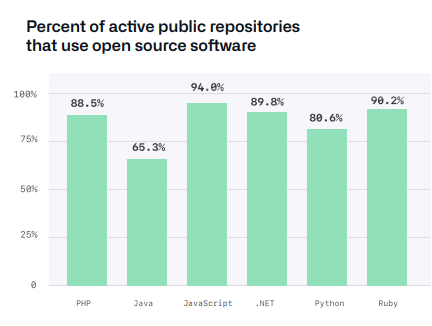 Percent of active public repositories
that use open source software
100%
75%
50%
25%
0
88.5%
65.3%
94.0%
89.8%
80.6%
90.2%
PHP
Java
JavaScript
.NET
Python
Ruby